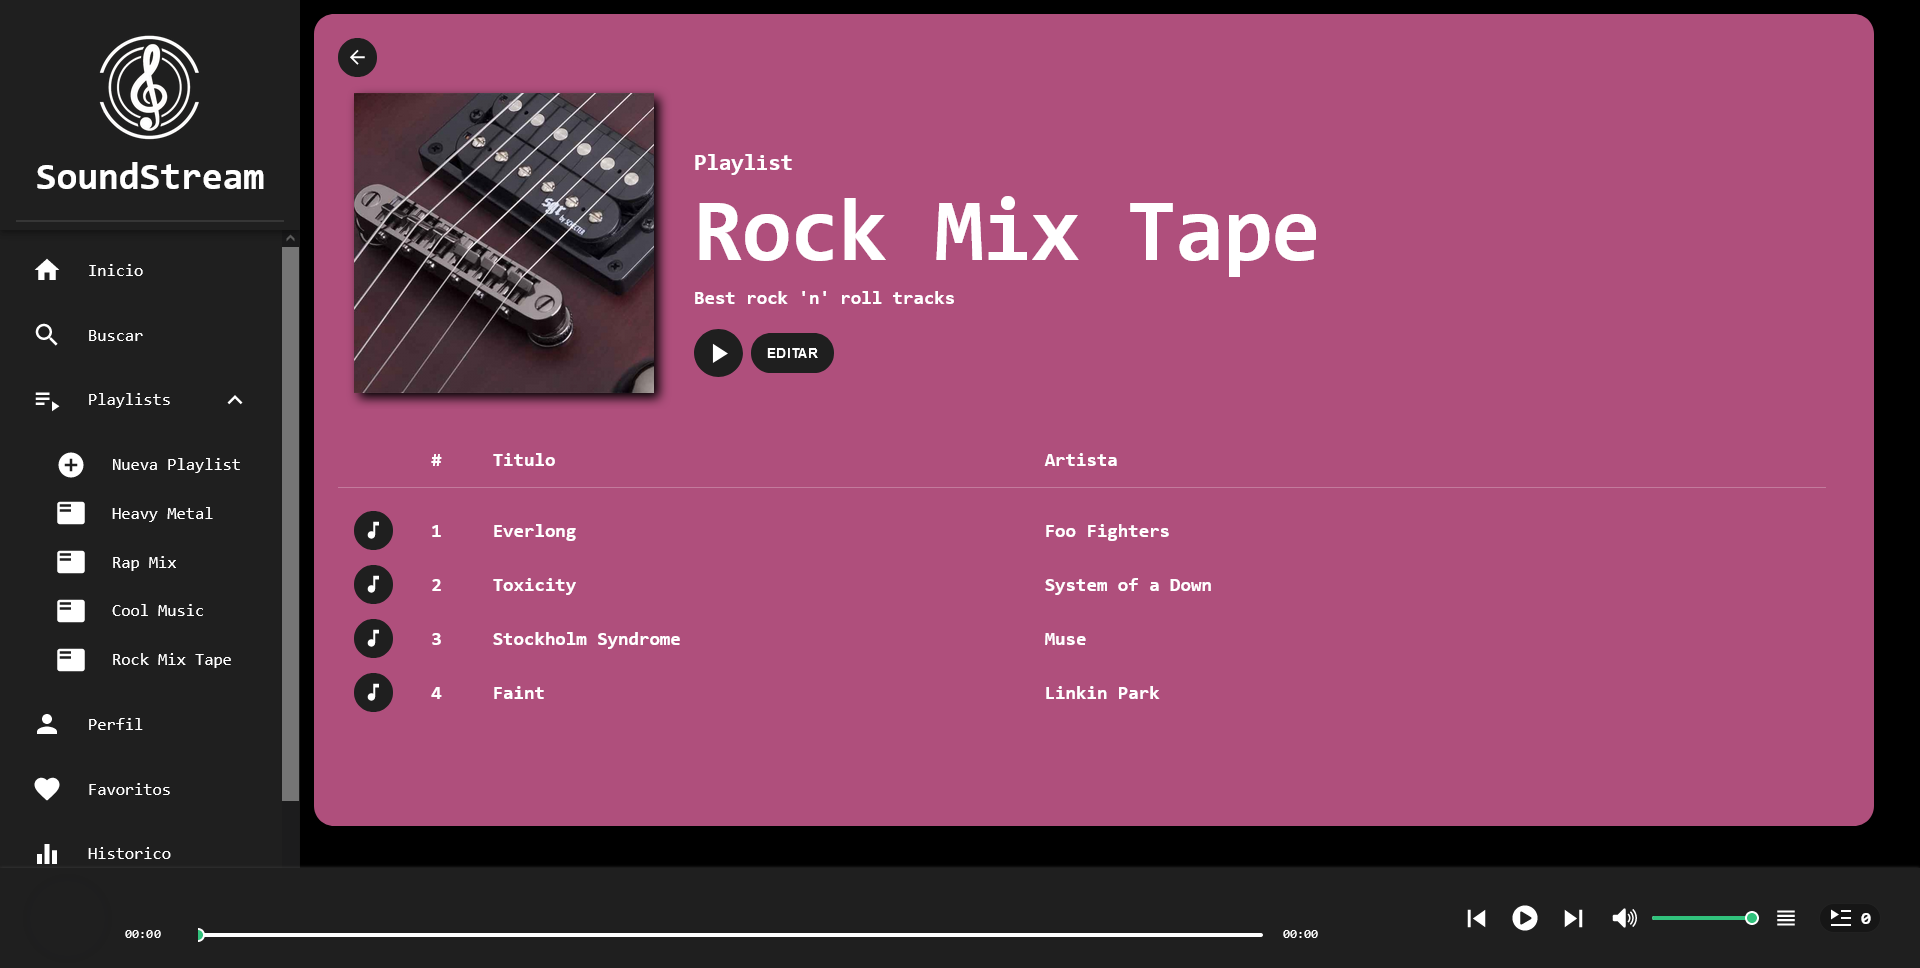 SoundStream
Inicio
Buscar
Playlists
Nueva Playlist
Heavy Metal
Rap Mix
Cool Music
Rock Mix Tape
Perfil
Favoritos
Historico
Playlist
Rock Mix Tape
Best rock 'n' roll tracks
EDITAR
# Titulo Artista
1 Everlong Foo Fighters
2 Toxicity System of a Down
3 Stockholm Syndrome Muse
4 Faint Linkin Park
00:00 00:00 0